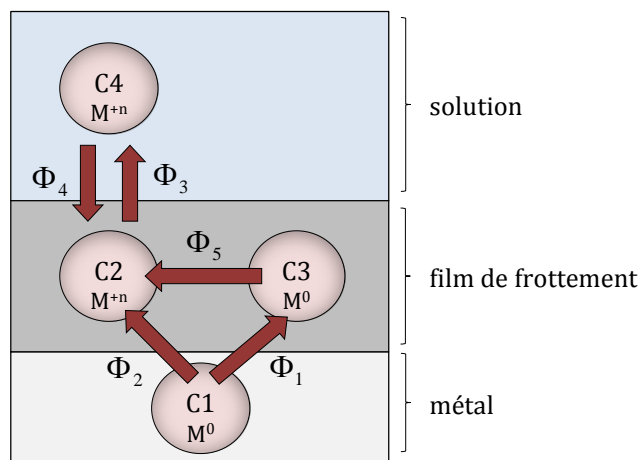 C4
M⁺ⁿ
solution
Φ₄
Φ₃
Φ₅
C2
M⁺ⁿ
C3
M⁰
film de frottement
Φ₂
Φ₁
C1
M⁰
métal